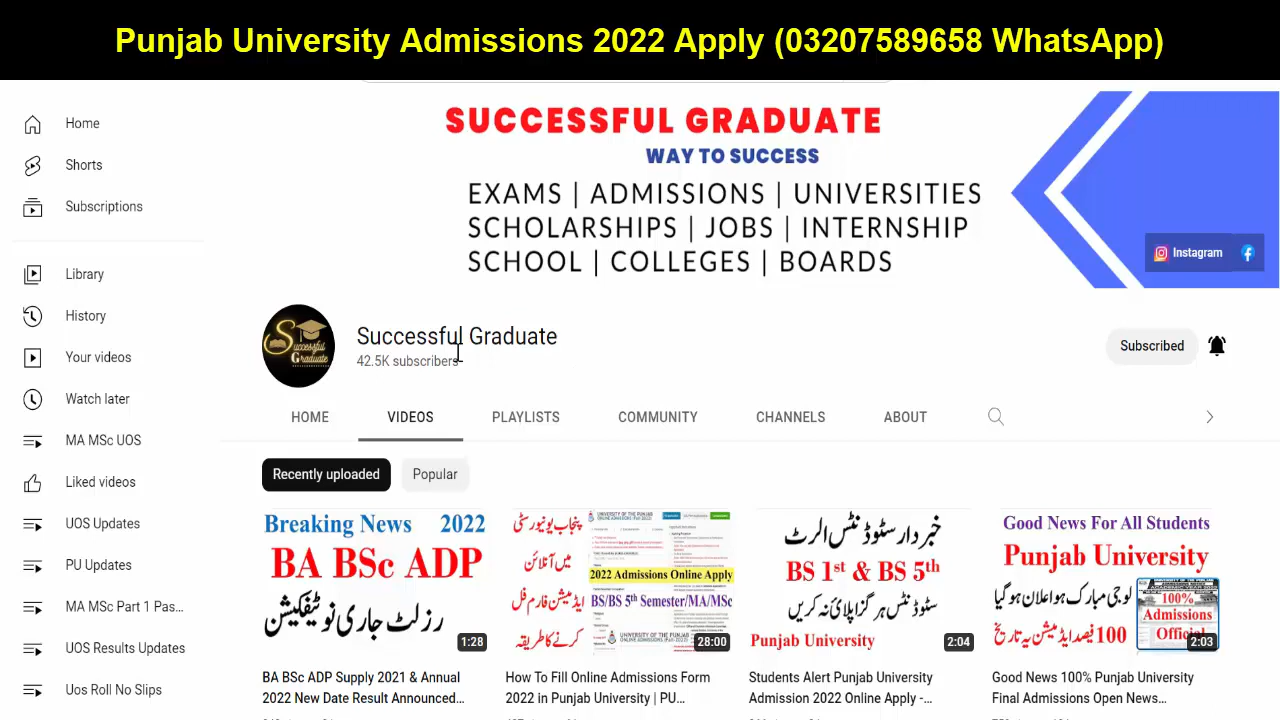 Punjab University Admissions 2022 Apply (03207589658 WhatsApp)
SUCCESSFUL GRADUATE
WAY TO SUCCESS
EXAMS | ADMISSIONS | UNIVERSITIES
SCHOLARSHIPS | JOBS | INTERNSHIP
SCHOOL | COLLEGES | BOARDS
Instagram
Home
Shorts
Subscriptions
Library
History
Your videos
Watch later
MA MSc UOS
Liked videos
UOS Updates
PU Updates
MA MSc Part 1 Pas...
UOS Results Updates
Uos Roll No Slips
Successful Graduate
Successful Graduate
42.5K subscribers
Subscribed
HOME
VIDEOS
PLAYLISTS
COMMUNITY
CHANNELS
ABOUT
Recently uploaded
Popular
Breaking News 2022
BA BSc ADP
رزلٹ جاری نوٹیفکیشن
1:28
BA BSc ADP Supply 2021 & Annual
2022 New Date Result Announced...
پنجاب یونیورسٹی
میں آنلائن
ایڈمیشن فارم فل
کرنے کا طریقہ
2022 Admissions Online Apply
BS/BS 5th Semester/MA/MSc
28:00
How To Fill Online Admissions Form
2022 in Punjab University | PU...
خبردار سٹوڈنٹس الرٹ
BS 1st & BS 5th
سٹوڈنٹس ہرگز اپلائ نہ کریں
Punjab University
2:04
Students Alert Punjab University
Admission 2022 Online Apply -...
Good News For All Students
Punjab University
لوجی مبارک ہو اعلان ہوگیا
100 فیصد ایڈمیشن یہ تاریخ
100%
Admissions
2:03
Good News 100% Punjab University
Final Admissions Open News...